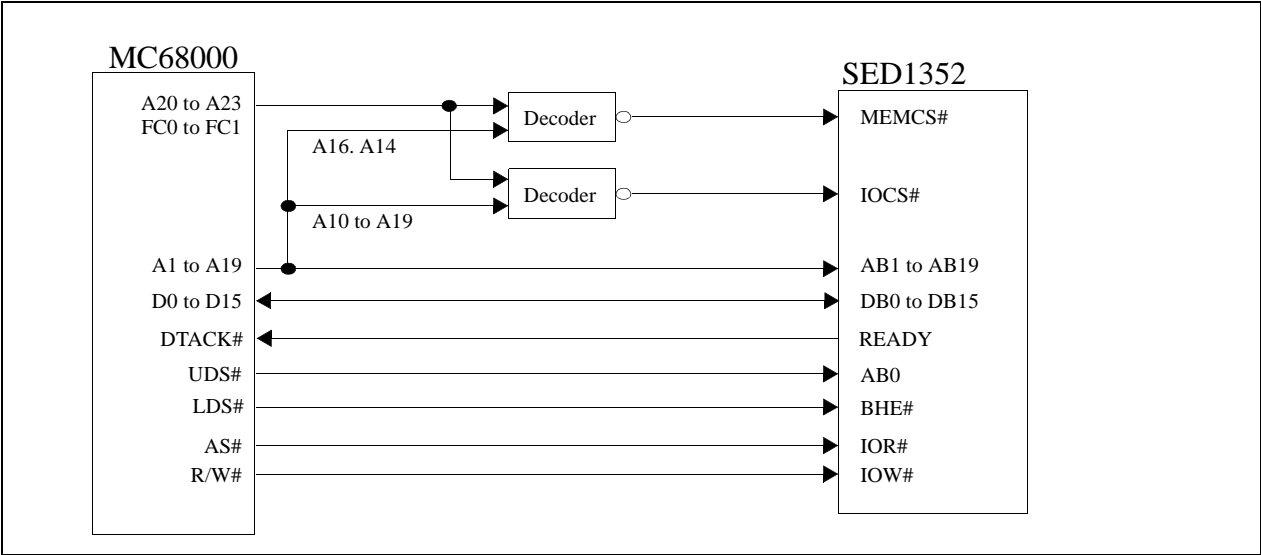 MC68000
SED1352
A20 to A23
FC0 to FC1
Decoder
MEMCS#
A16. A14
Decoder
IOCS#
A10 to A19
A1 to A19
AB1 to AB19
D0 to D15
DB0 to DB15
DTACK#
READY
UDS#
AB0
LDS#
BHE#
AS#
IOR#
R/W#
IOW#